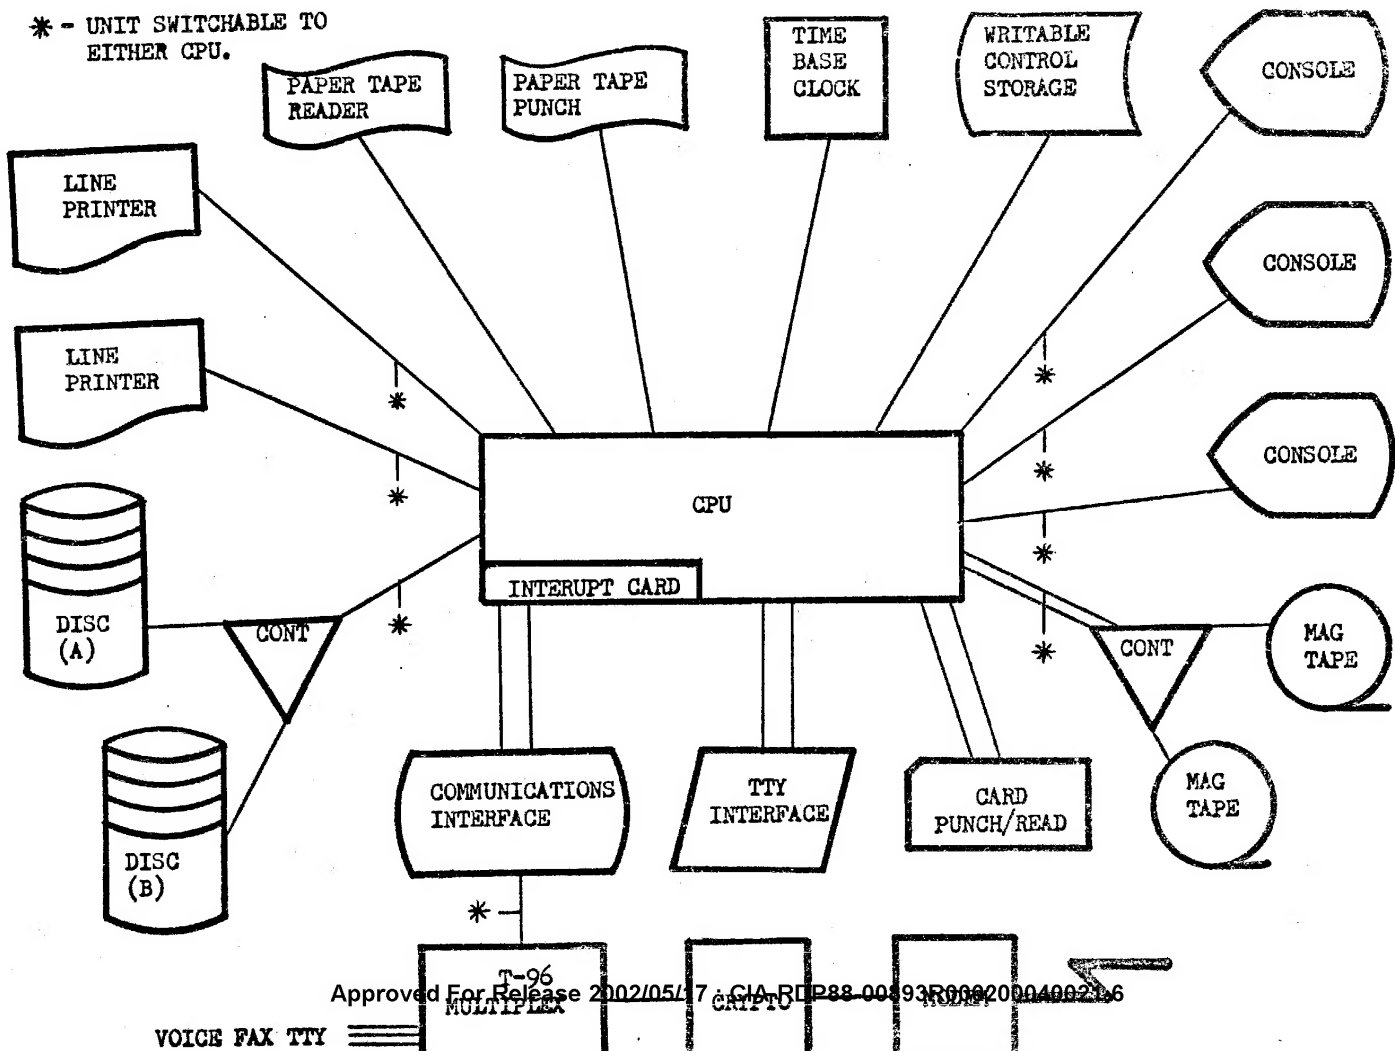 * - UNIT SWITCHABLE TO
EITHER CPU.
PAPER TAPE
READER
PAPER TAPE
PUNCH
TIME
BASE
CLOCK
WRITABLE
CONTROL
STORAGE
CONSOLE
LINE
PRINTER
CONSOLE
LINE
PRINTER
*
*
*
*
CONSOLE
CPU
*
INTERUPT CARD
DISC
(A)
CONT
*
*
CONT
MAG
TAPE
COMMUNICATIONS
INTERFACE
TTY
INTERFACE
CARD
PUNCH/READ
MAG
TAPE
DISC
(B)
*
T-96
MULTIPLEX
CRIPTO
MODEM
Approved For Release 2002/05/17 : CIA-RDP88-00893R000200040021-6
VOICE FAX TTY